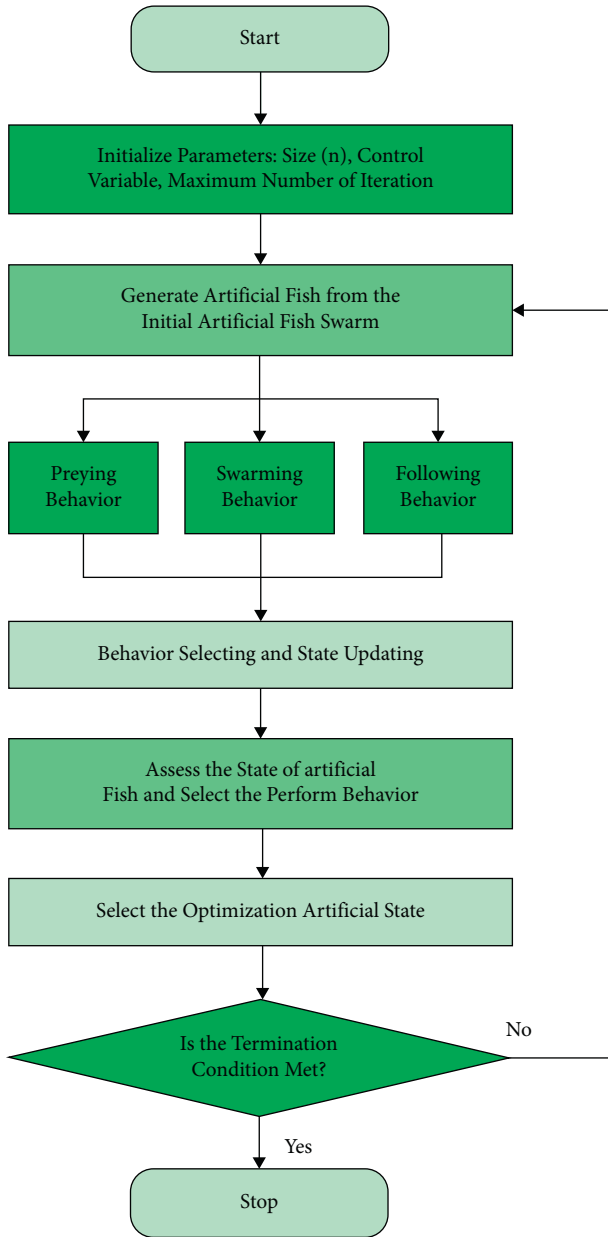 Start
Initialize Parameters: Size (n), Control
Variable, Maximum Number of Iteration
Generate Artificial Fish from the
Initial Artificial Fish Swarm
Preying
Behavior
Swarming
Behavior
Following
Behavior
Behavior Selecting and State Updating
Assess the State of artificial
Fish and Select the Perform Behavior
Select the Optimization Artificial State
Is the Termination
Condition Met?
No
Yes
Stop